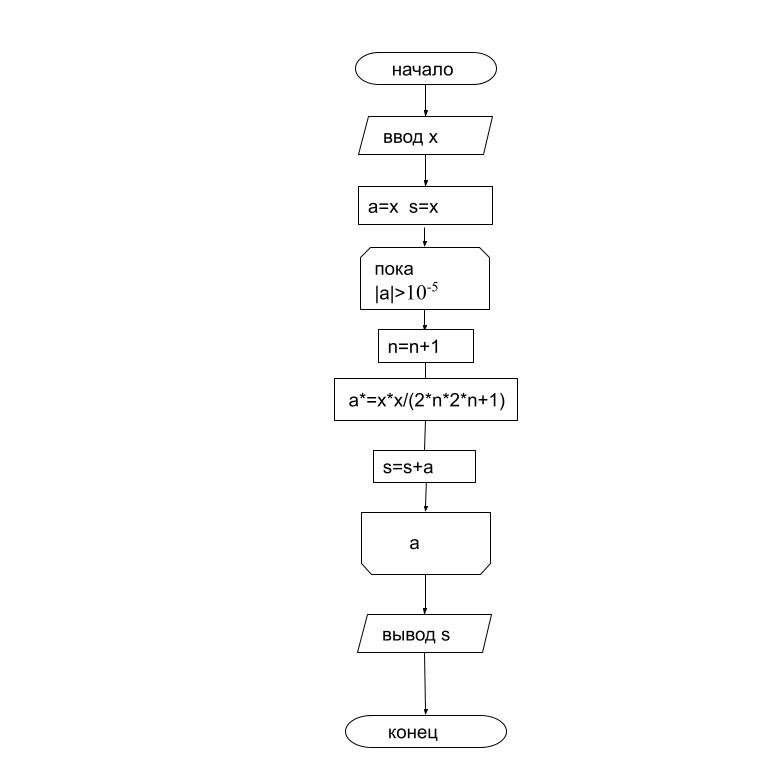 начало
ввод x
a=x s=x
пока
|a|>10⁻⁵
n=n+1
a*=x*x/(2*n*2*n+1)
s=s+a
a
вывод s
конец